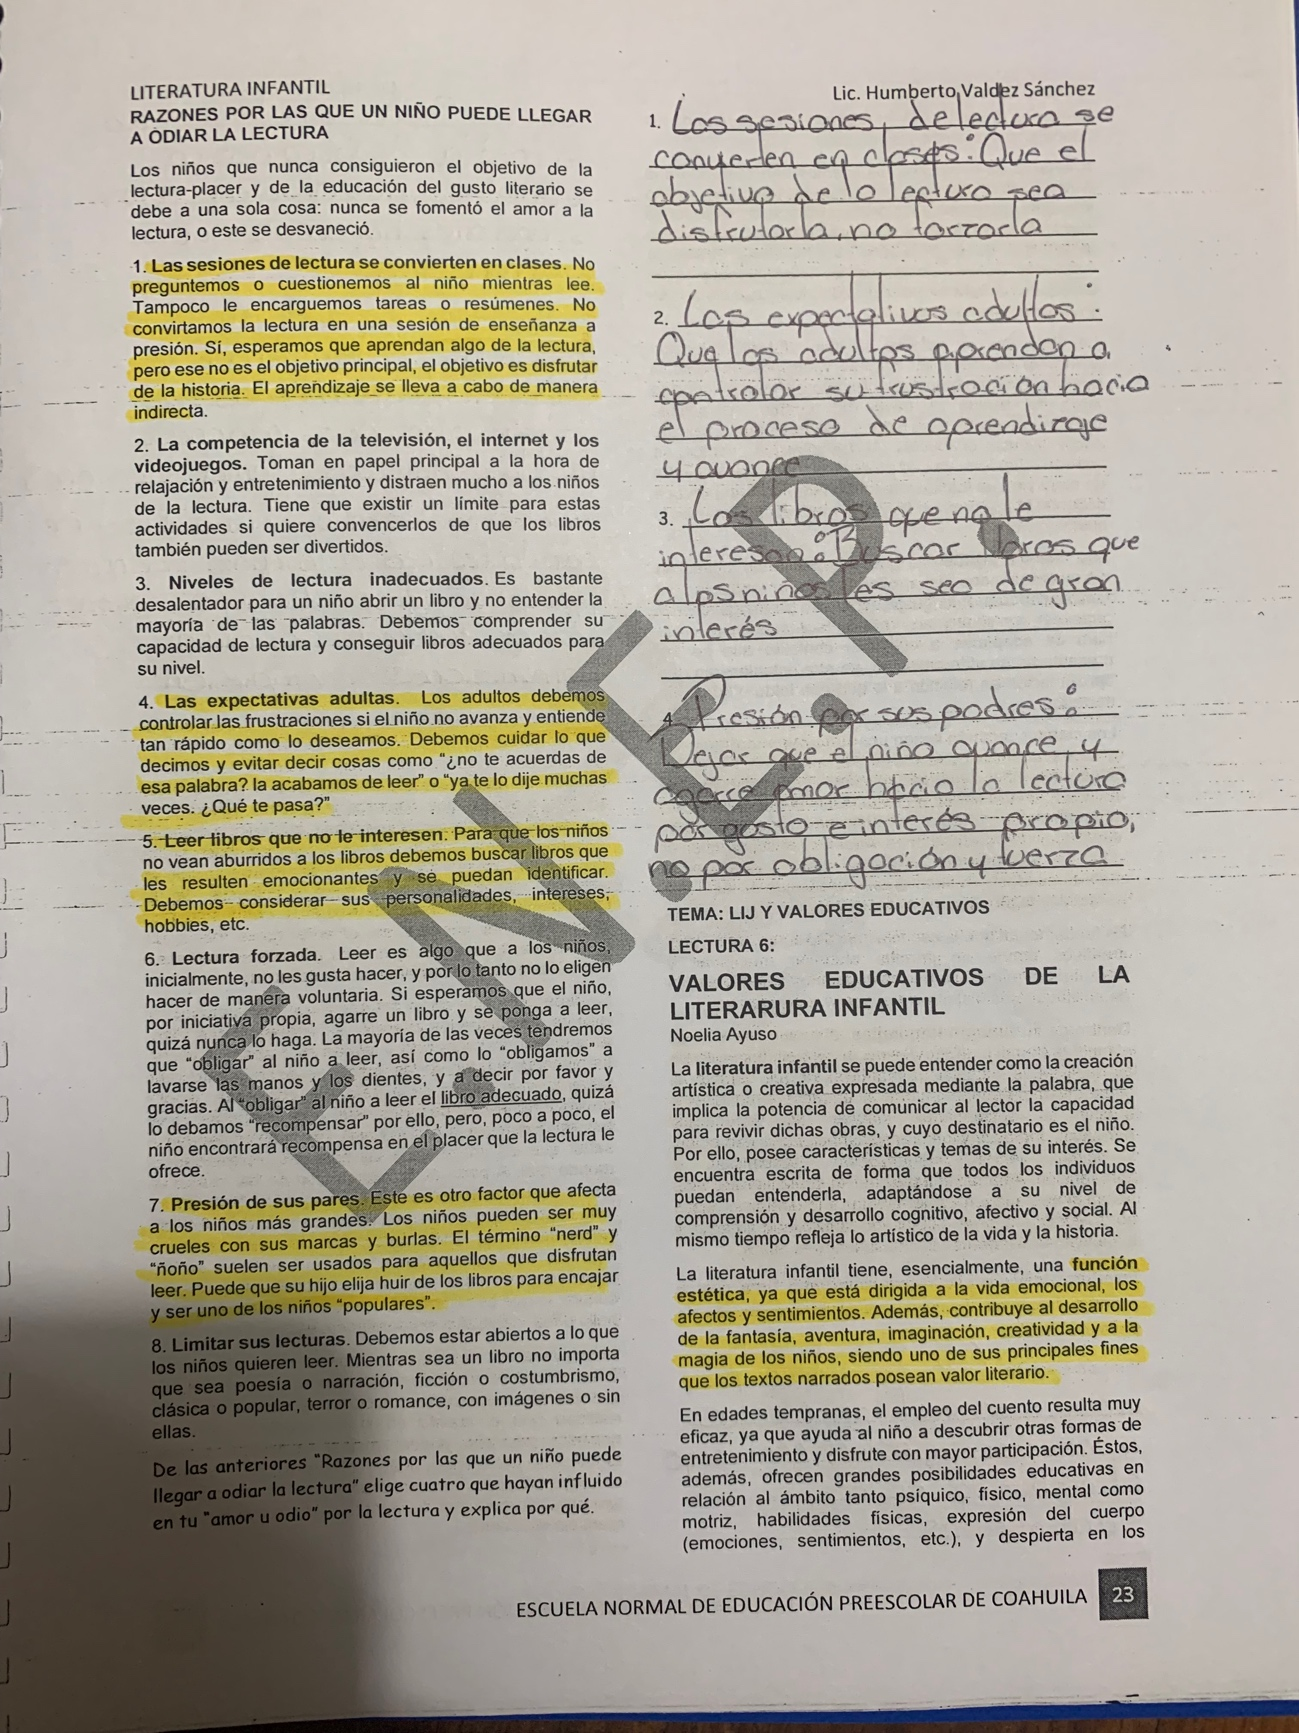 LITERATURA INFANTIL
RAZONES POR LAS QUE UN NIÑO PUEDE LLEGAR
A ODIAR LA LECTURA
Los niños que nunca consiguieron el objetivo de la
lectura-placer y de la educación del gusto literario se
debe a una sola cosa: nunca se fomentó el amor a la
lectura, o este se desvaneció.
1. Las sesiones de lectura se convierten en clases. No
preguntemos o cuestionemos al niño mientras lee.
Tampoco le encarguemos tareas o resúmenes. No
convirtamos la lectura en una sesión de enseñanza a
presión. Sí, esperamos que aprendan algo de la lectura,
pero ese no es el objetivo principal, el objetivo es disfrutar
de la historia. El aprendizaje se lleva a cabo de manera
indirecta.
2. La competencia de la televisión, el internet y los
videojuegos. Toman en papel principal a la hora de
relajación y entretenimiento y distraen mucho a los niños
de la lectura. Tiene que existir un límite para estas
actividades si quiere convencerlos de que los libros
también pueden ser divertidos.
3. Niveles de lectura inadecuados. Es bastante
desalentador para un niño abrir un libro y no entender la
mayoría de las palabras. Debemos comprender su
capacidad de lectura y conseguir libros adecuados para
su nivel.
4. Las expectativas adultas. Los adultos debemos
controlar las frustraciones si el niño no avanza y entiende
tan rápido como lo deseamos. Debemos cuidar lo que
decimos y evitar decir cosas como "¿no te acuerdas de
esa palabra? la acabamos de leer" o "ya te lo dije muchas
veces. ¿Qué te pasa?"
5. Leer libros que no le interesen. Para que los niños
no vean aburridos a los libros debemos buscar libros que
les resulten emocionantes y se puedan identificar.
Debemos considerar sus personalidades, intereses,
hobbies, etc.
6. Lectura forzada. Leer es algo que a los niños,
inicialmente, no les gusta hacer, y por lo tanto no lo eligen
hacer de manera voluntaria. Si esperamos que el niño,
por iniciativa propia, agarre un libro y se ponga a leer,
quizá nunca lo haga. La mayoría de las veces tendremos
que "obligar" al niño a leer, así como lo "obligamos" a
lavarse las manos y los dientes, y a decir por favor y
gracias. Al "obligar" al niño a leer el libro adecuado, quizá
lo debamos "recompensar" por ello, pero, poco a poco, el
niño encontrará recompensa en el placer que la lectura le
ofrece.
7. Presión de sus pares. Este es otro factor que afecta
a los niños más grandes. Los niños pueden ser muy
crueles con sus marcas y burlas. El término "nerd" y
"ñoño" suelen ser usados para aquellos que disfrutan
leer. Puede que su hijo elija huir de los libros para encajar
y ser uno de los niños "populares".
8. Limitar sus lecturas. Debemos estar abiertos a lo que
los niños quieren leer. Mientras sea un libro no importa
que sea poesía o narración, ficción o costumbrismo,
clásica o popular, terror o romance, con imágenes o sin
ellas.
De las anteriores "Razones por las que un niño puede
llegar a odiar la lectura" elige cuatro que hayan influido
en tu "amor u odio" por la lectura y explica por qué.
Lic. Humberto Valdez Sánchez
1. Las sesiones de lectura se
convierten en clases: Que el
objetivo de la lectura sea
disfrutarla, no forzarla
2. Las expectativas adultas:
Que los adultos aprendan a
controlar su frustración hacia
el proceso de aprendizaje
y avance
3. Los libros que no le
interesan: Buscar libros que
a los niños les sea de gran
interés
4. Presión por sus padres:
Dejar que el niño avance y
agarre amor hacia la lectura
por gusto e interés propio,
no por obligación y fuerza
TEMA: LIJ Y VALORES EDUCATIVOS
LECTURA 6:
VALORES EDUCATIVOS DE LA
LITERARURA INFANTIL
Noelia Ayuso
La literatura infantil se puede entender como la creación
artística o creativa expresada mediante la palabra, que
implica la potencia de comunicar al lector la capacidad
para revivir dichas obras, y cuyo destinatario es el niño.
Por ello, posee características y temas de su interés. Se
encuentra escrita de forma que todos los individuos
puedan entenderla, adaptándose a su nivel de
comprensión y desarrollo cognitivo, afectivo y social. Al
mismo tiempo refleja lo artístico de la vida y la historia.
La literatura infantil tiene, esencialmente, una función
estética, ya que está dirigida a la vida emocional, los
afectos y sentimientos. Además, contribuye al desarrollo
de la fantasía, aventura, imaginación, creatividad y a la
magia de los niños, siendo uno de sus principales fines
que los textos narrados posean valor literario.
En edades tempranas, el empleo del cuento resulta muy
eficaz, ya que ayuda al niño a descubrir otras formas de
entretenimiento y disfrute con mayor participación. Éstos,
además, ofrecen grandes posibilidades educativas en
relación al ámbito tanto psíquico, físico, mental como
motriz, habilidades físicas, expresión del cuerpo
(emociones, sentimientos, etc.), y despierta en los
E.N.E.P.
ESCUELA NORMAL DE EDUCACIÓN PREESCOLAR DE COAHUILA 23